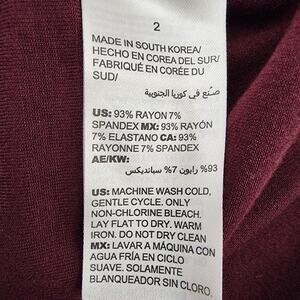 2
MADE IN SOUTH KOREA/
HECHO EN COREA DEL SUR/
FABRIQUÉ EN CORÉE DU
SUD/
صنع في كوريا الجنوبية
US: 93% RAYON 7%
SPANDEX MX: 93% RAYÓN
7% ELASTANO CA: 93%
RAYONNE 7% SPANDEX
AE/KW:
93% رايون 7% سبانديكس
US: MACHINE WASH COLD,
GENTLE CYCLE. ONLY
NON-CHLORINE BLEACH.
LAY FLAT TO DRY. WARM
IRON. DO NOT DRY CLEAN
MX: LAVAR A MÁQUINA CON
AGUA FRÍA EN CICLO
SUAVE. SOLAMENTE
BLANQUEADOR SIN CLORO.